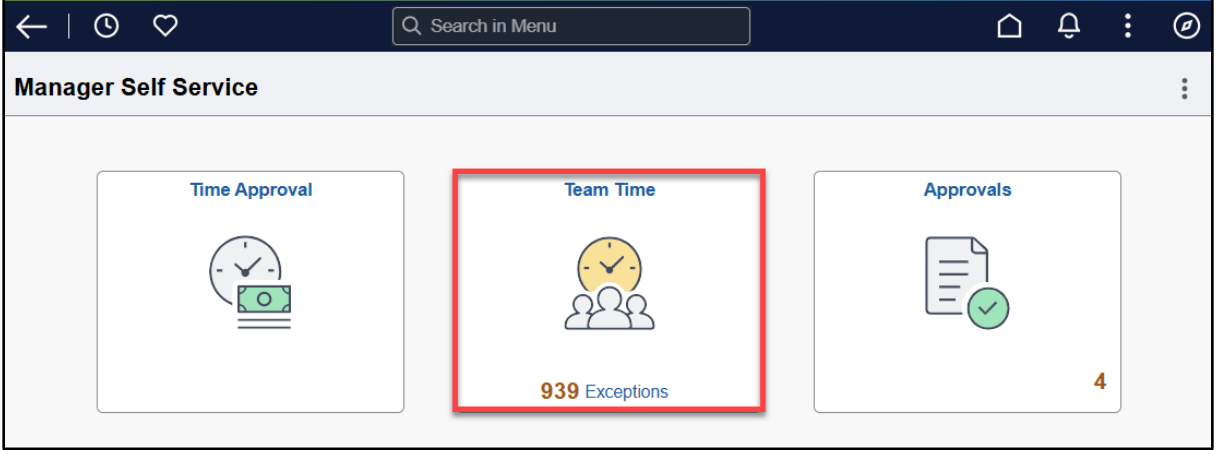 Search in Menu
Manager Self Service
Time Approval
Team Time
939 Exceptions
Approvals
4